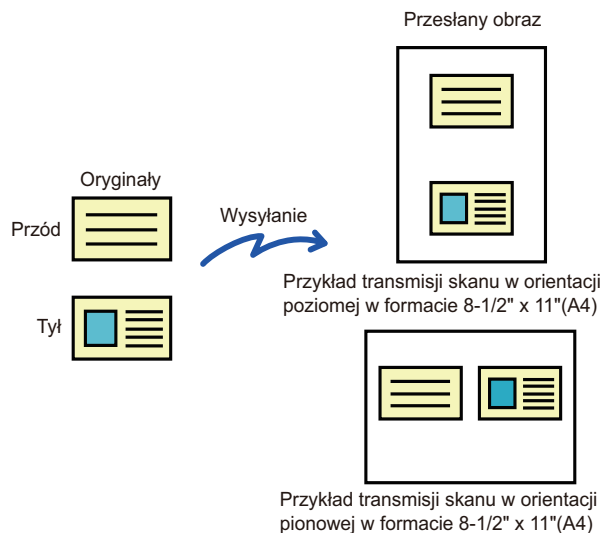 Przesłany obraz
Oryginały
Przód
Wysyłanie
Tył
Przykład transmisji skanu w orientacji
poziomej w formacie 8-1/2" x 11"(A4)
Przykład transmisji skanu w orientacji
pionowej w formacie 8-1/2" x 11"(A4)